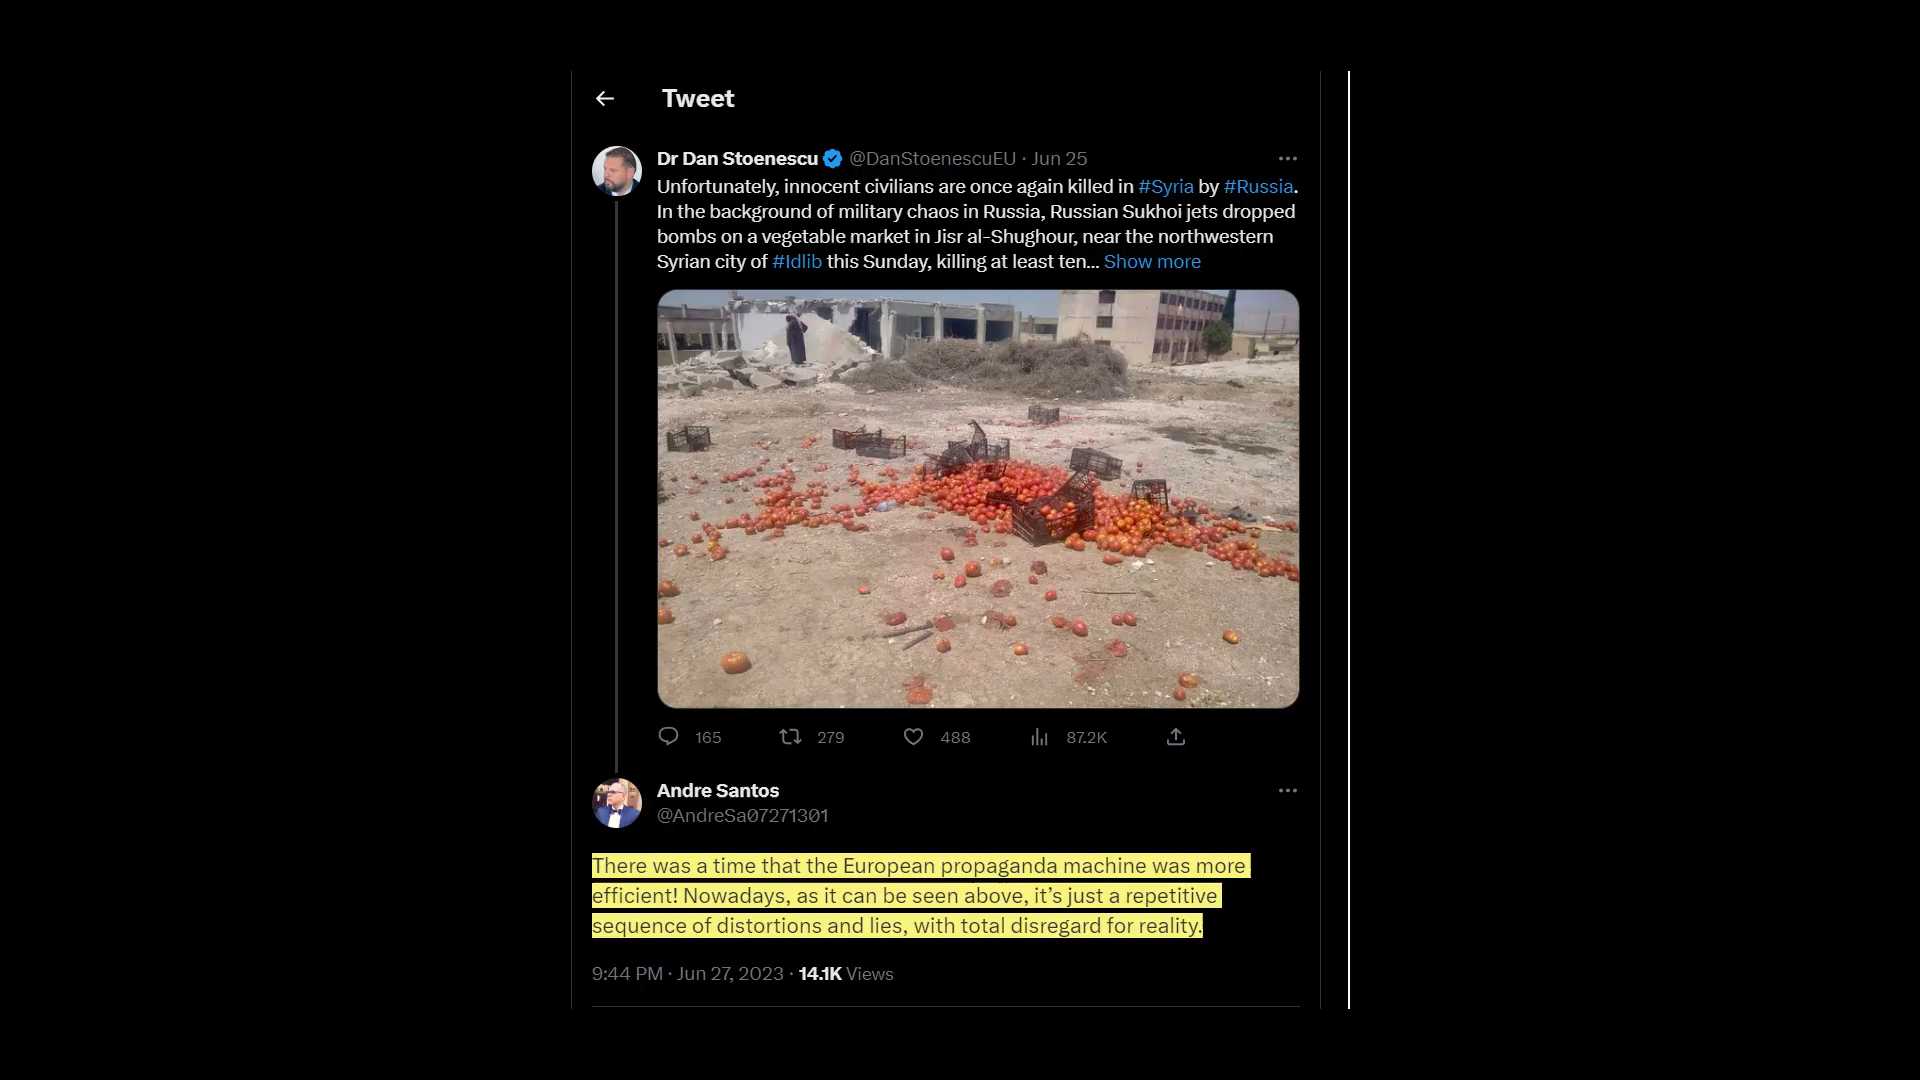 Tweet
Dr Dan Stoenescu @DanStoenescuEU · Jun 25
Unfortunately, innocent civilians are once again killed in #Syria by #Russia.
In the background of military chaos in Russia, Russian Sukhoi jets dropped
bombs on a vegetable market in Jisr al-Shughour, near the northwestern
Syrian city of #Idlib this Sunday, killing at least ten... Show more
165 279 488 87.2K
Andre Santos
@AndreSa07271301
There was a time that the European propaganda machine was more
efficient! Nowadays, as it can be seen above, it’s just a repetitive
sequence of distortions and lies, with total disregard for reality.
9:44 PM · Jun 27, 2023 · 14.1K Views